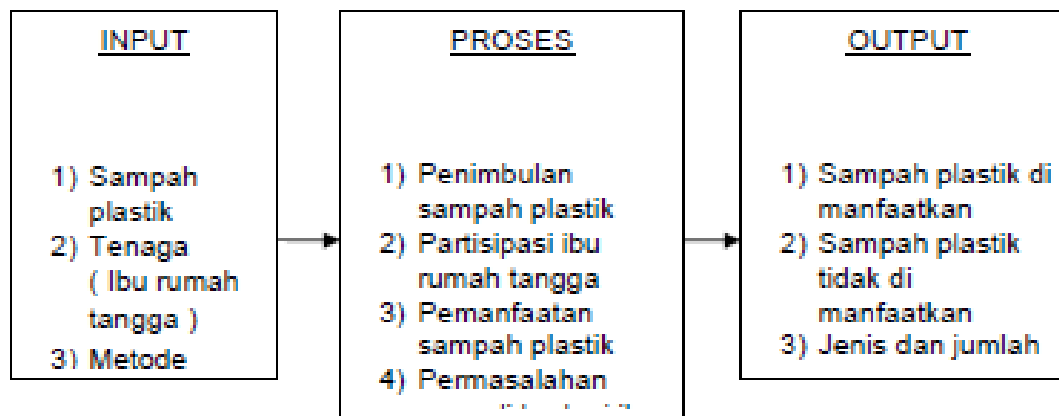 INPUT
1) Sampah
plastik
2) Tenaga
( Ibu rumah
tangga )
3) Metode
PROSES
1) Penimbulan
sampah plastik
2) Partisipasi ibu
rumah tangga
3) Pemanfaatan
sampah plastik
4) Permasalahan
OUTPUT
1) Sampah plastik di
manfaatkan
2) Sampah plastik
tidak di
manfaatkan
3) Jenis dan jumlah